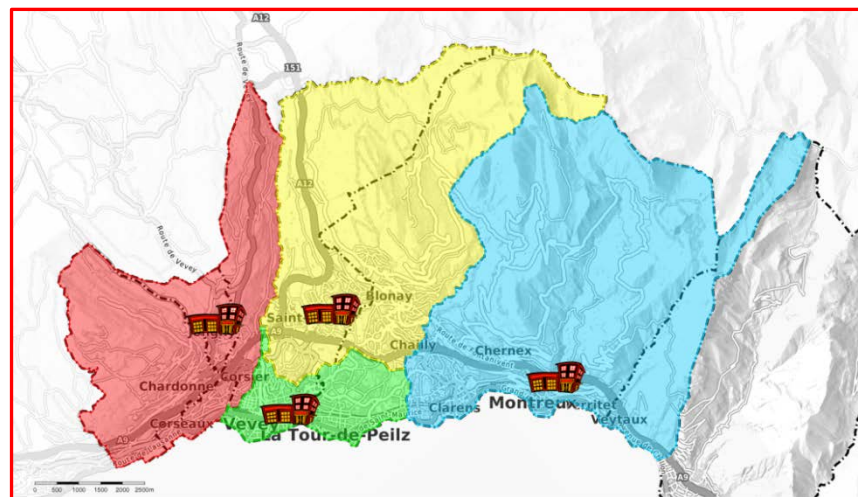 A12
151
Route de Vevey
A12
Route de Vevey
Saint-
Blonay
A9
Chailly
Chernex
Chardonne
Corsier
Clarens
Montreux
Territet
Veytaux
Corseaux
Vevey
La Tour-de-Peilz
A9
A9
0 500 1000 1500 2000 2500m